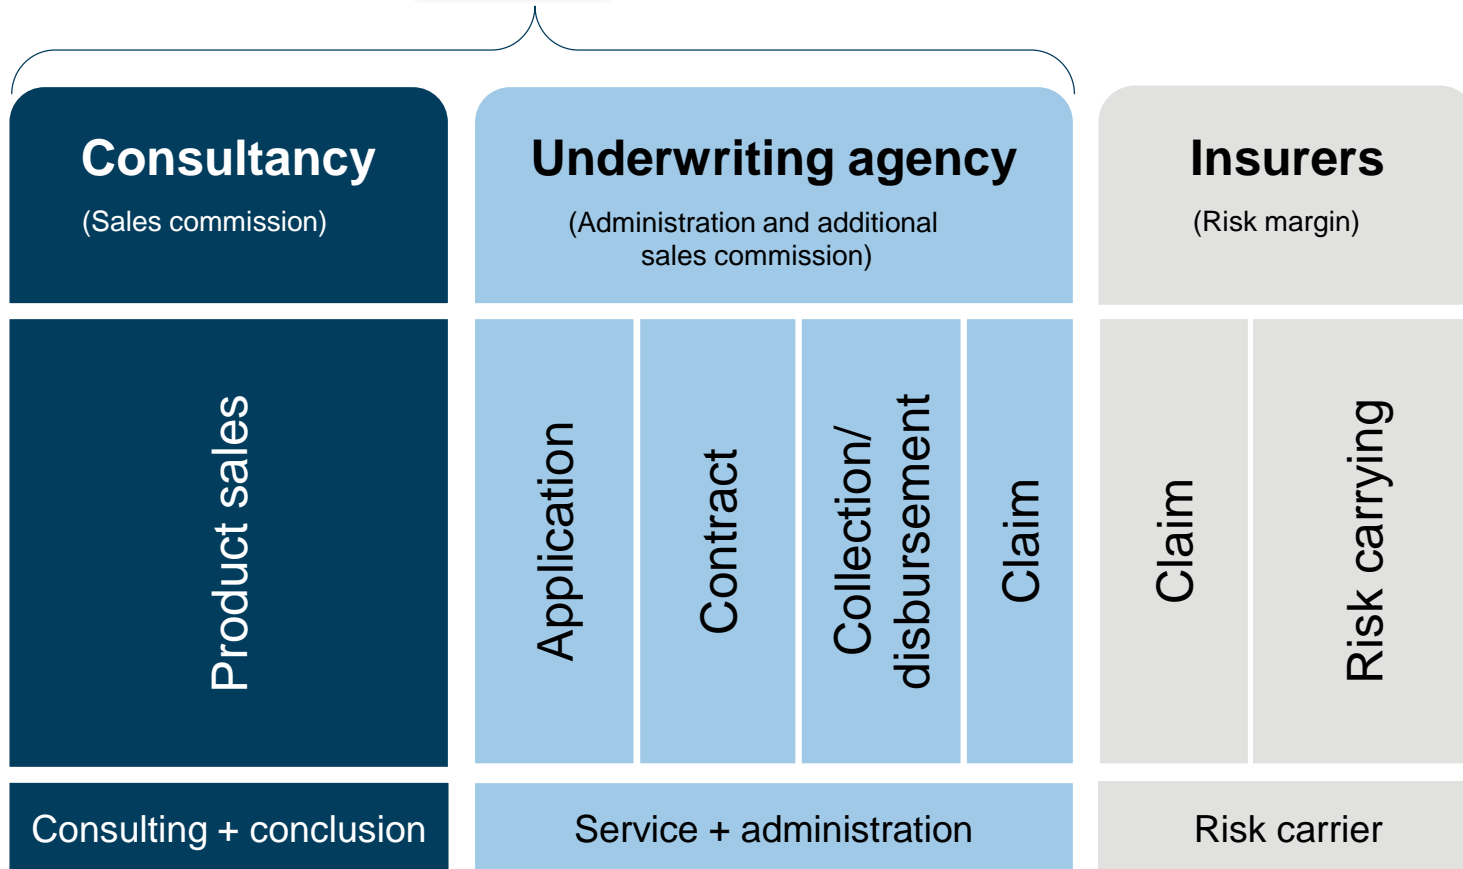 Consultancy
(Sales commission)
Underwriting agency
(Administration and additional
sales commission)
Insurers
(Risk margin)
Product sales
Application
Contract
Collection/
disbursement
Claim
Claim
Risk carrying
Consulting + conclusion
Service + administration
Risk carrier